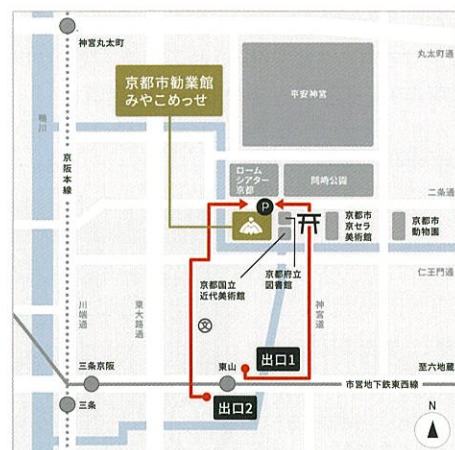 神宮丸太町
丸太町通
京都市勧業館
みやこめっせ
平安神宮
鴨川
京阪本線
ローム
シアター
京都
岡崎公園
二条通
P
京都市
京セラ
美術館
京都市
動物園
京都国立
近代美術館
京都府立
図書館
仁王門通
川端通
東大路通
神宮道
文
出口1
三条京阪
東山
至六地蔵
市営地下鉄東西線
三条
出口2
N